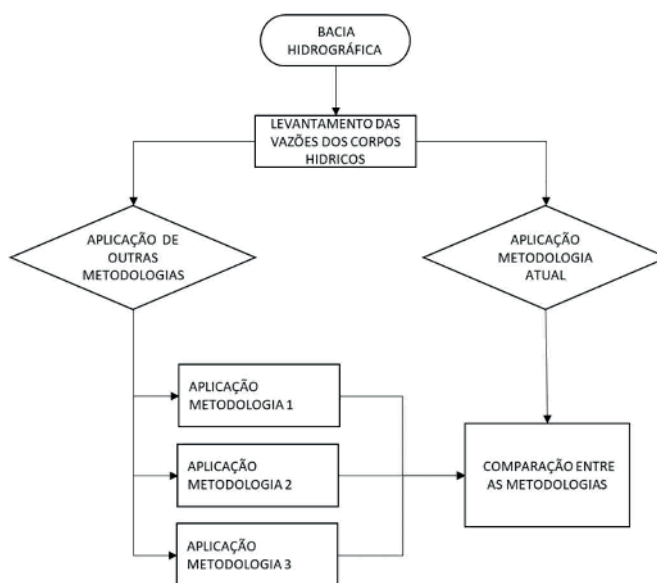 BACIA
HIDROGRÁFICA
LEVANTAMENTO DAS
VAZÕES DOS CORPOS
HIDRICOS
APLICAÇÃO DE
OUTRAS
METODOLOGIAS
APLICAÇÃO
METODOLOGIA
ATUAL
APLICAÇÃO
METODOLOGIA 1
APLICAÇÃO
METODOLOGIA 2
APLICAÇÃO
METODOLOGIA 3
COMPARAÇÃO ENTRE
AS METODOLOGIAS